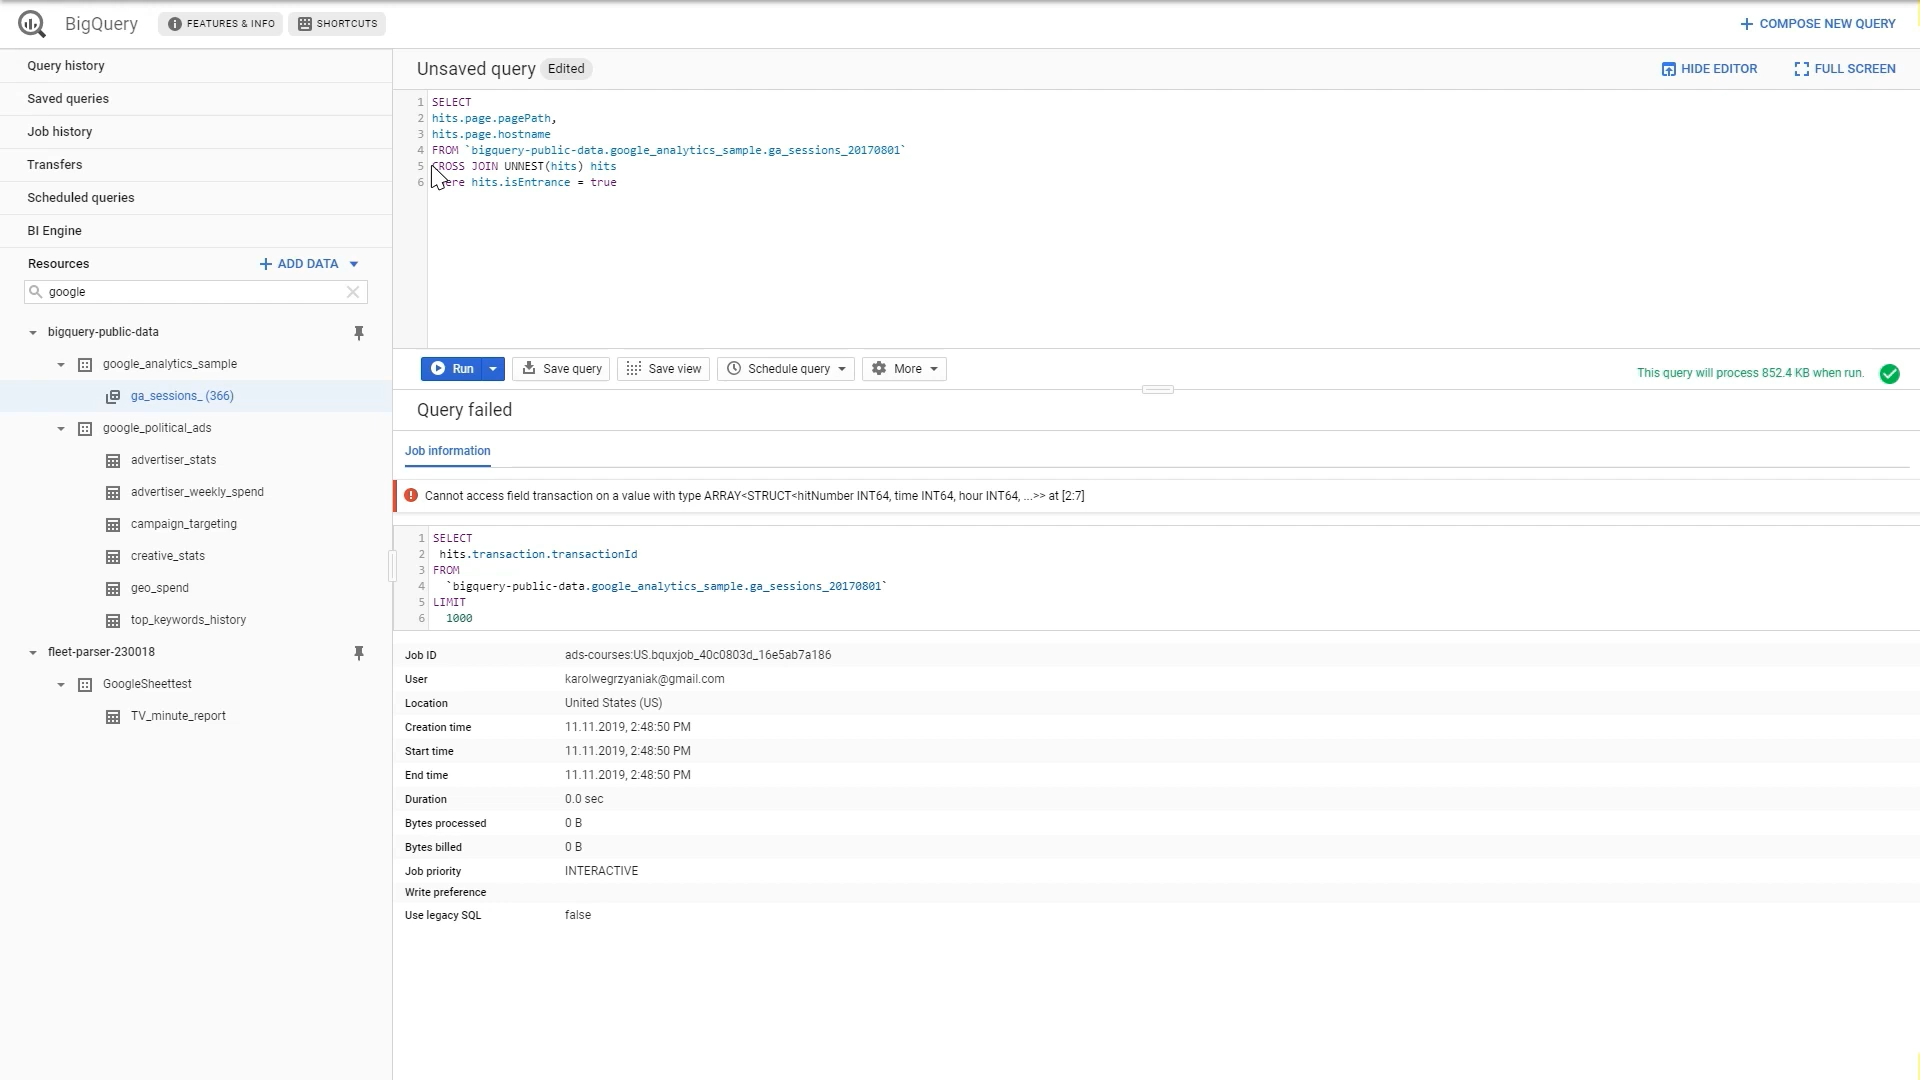 BigQuery FEATURES & INFO SHORTCUTS COMPOSE NEW QUERY
Query history
Saved queries
Job history
Transfers
Scheduled queries
BI Engine
Resources ADD DATA
google
bigquery-public-data
google_analytics_sample
ga_sessions_ (366)
google_political_ads
advertiser_stats
advertiser_weekly_spend
campaign_targeting
creative_stats
geo_spend
top_keywords_history
fleet-parser-230018
GoogleSheettest
TV_minute_report
Unsaved query Edited HIDE EDITOR FULL SCREEN
1 SELECT
2 hits.page.pagePath,
3 hits.page.hostname
4 FROM `bigquery-public-data.google_analytics_sample.ga_sessions_20170801`
5 CROSS JOIN UNNEST(hits) hits
6 hits.isEntrance = true
Run Save query Save view Schedule query More This query will process 852.4 KB when run.
Query failed
Job information
Cannot access field transaction on a value with type ARRAY<STRUCT<hitNumber INT64, time INT64, hour INT64, ...>> at [2:7]
1 SELECT
2 hits.transaction.transactionId
3 FROM
4 `bigquery-public-data.google_analytics_sample.ga_sessions_20170801`
5 LIMIT
6 1000
Job ID ads-courses:US.bquxjob_40c0803d_16e5ab7a186
User karolwegrzyaniak@gmail.com
Location United States (US)
Creation time 11.11.2019, 2:48:50 PM
Start time 11.11.2019, 2:48:50 PM
End time 11.11.2019, 2:48:50 PM
Duration 0.0 sec
Bytes processed 0 B
Bytes billed 0 B
Job priority INTERACTIVE
Write preference
Use legacy SQL false